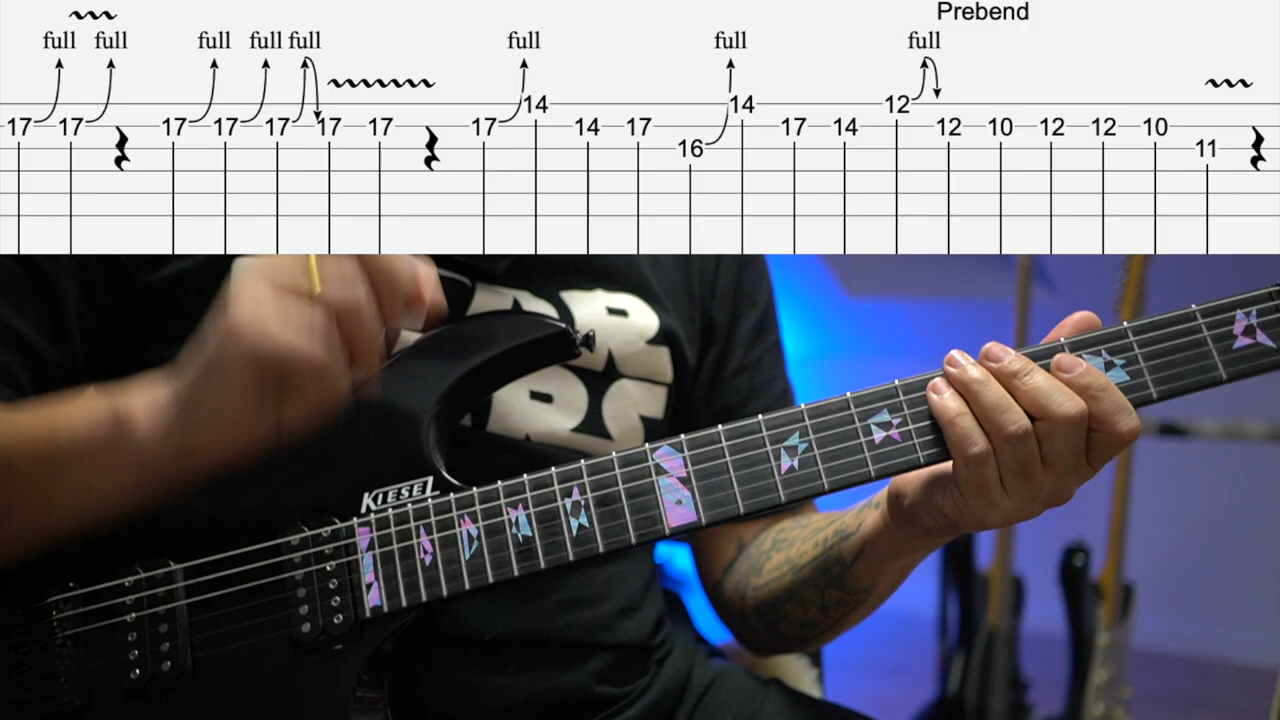 Prebend
full full full full full full full full
14 14 12
17 17 17 17 17 17 17 17 14 17 17 14 12 10 12 12 10
16 11
KIESEL